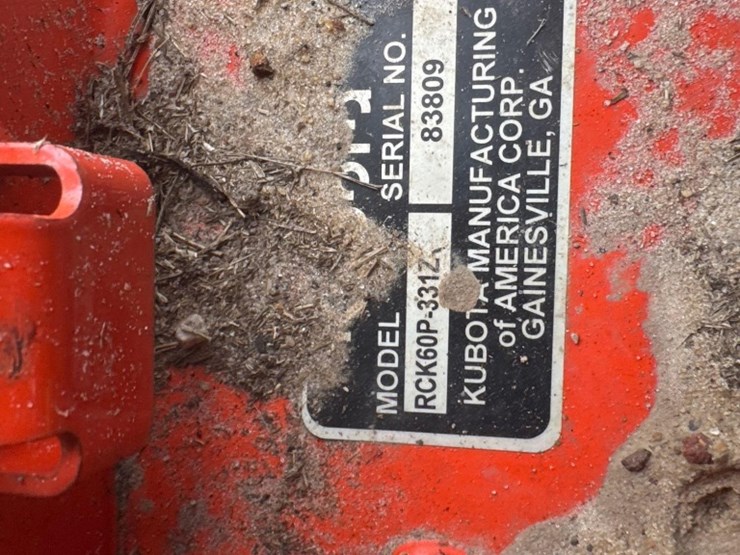 MODEL
SERIAL NO.
RCK60P-331Z
83809
KUBOTA MANUFACTURING
of AMERICA CORP.
GAINESVILLE, GA